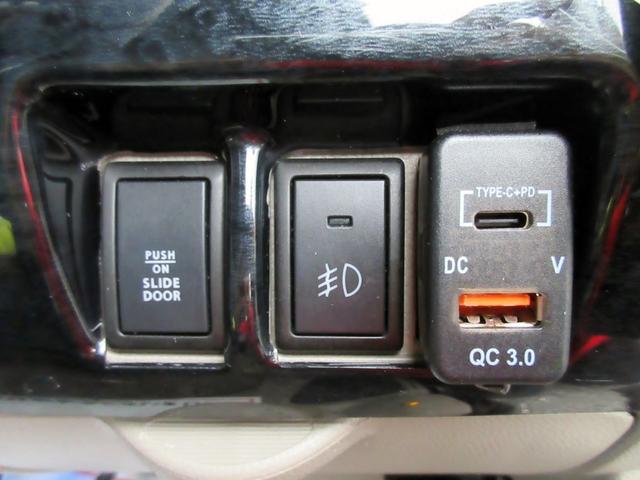 PUSH
ON
SLIDE
DOOR
TYPE-C+PD
DC V
QC 3.0